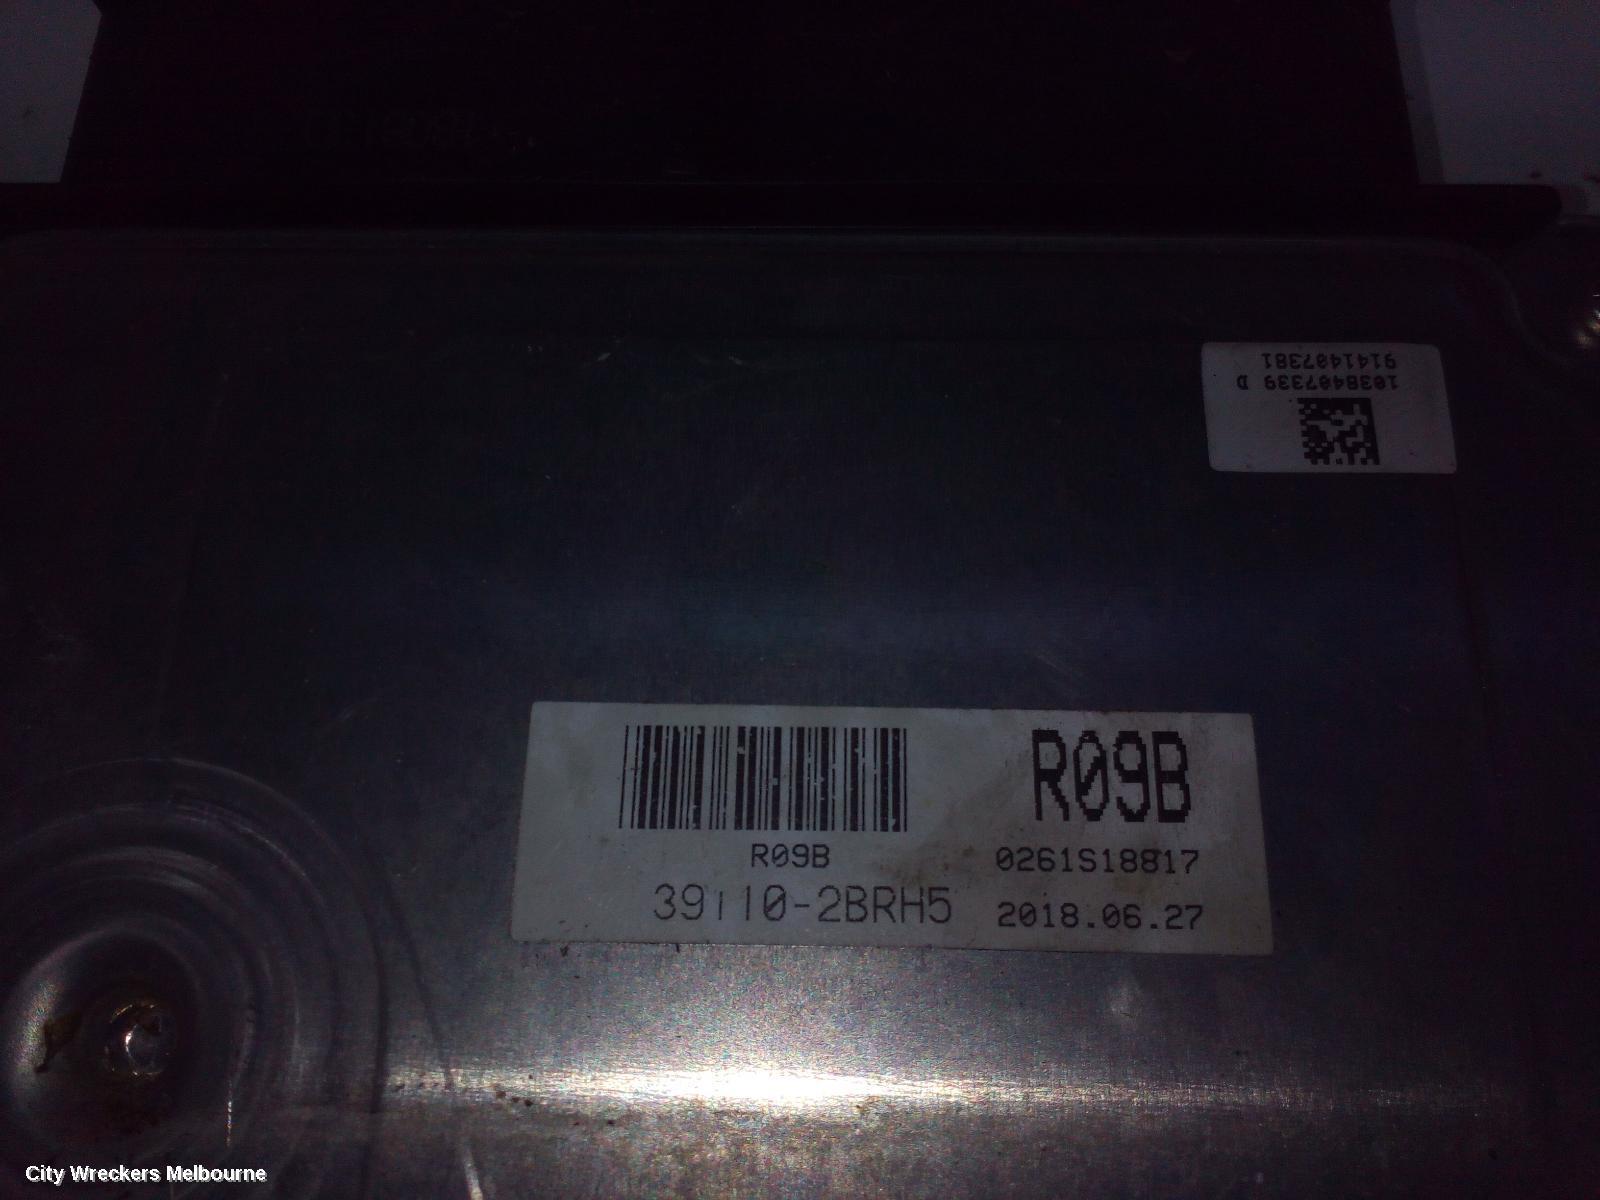 1038407339 D
9141407381
R09B
R09B
0261S18817
39110-2BRH5
2018.06.27
City Wreckers Melbourne